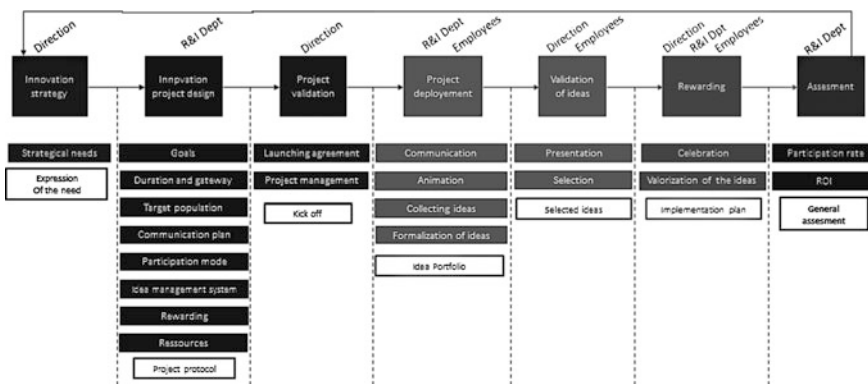 Direction
R&I Dept
Direction
R&I Dept
Employees
Direction
Employees
Direction
R&I Dpt
Employees
R&I Dept
Innovation
strategy
Innpvation
project design
Project
validation
Project
deployement
Validation
of ideas
Rewarding
Assesment
Strategical needs
Expression
Of the need
Goals
Duration and gateway
Target population
Communication plan
Participation mode
Idea management system
Rewarding
Ressources
Project protocol
Launching agreement
Project management
Kick off
Communication
Animation
Collecting ideas
Formalization of ideas
Idea Portfolio
Presentation
Selection
Selected ideas
Celebration
Valorization of the ideas
Implementation plan
Participation rate
ROI
General
assesment